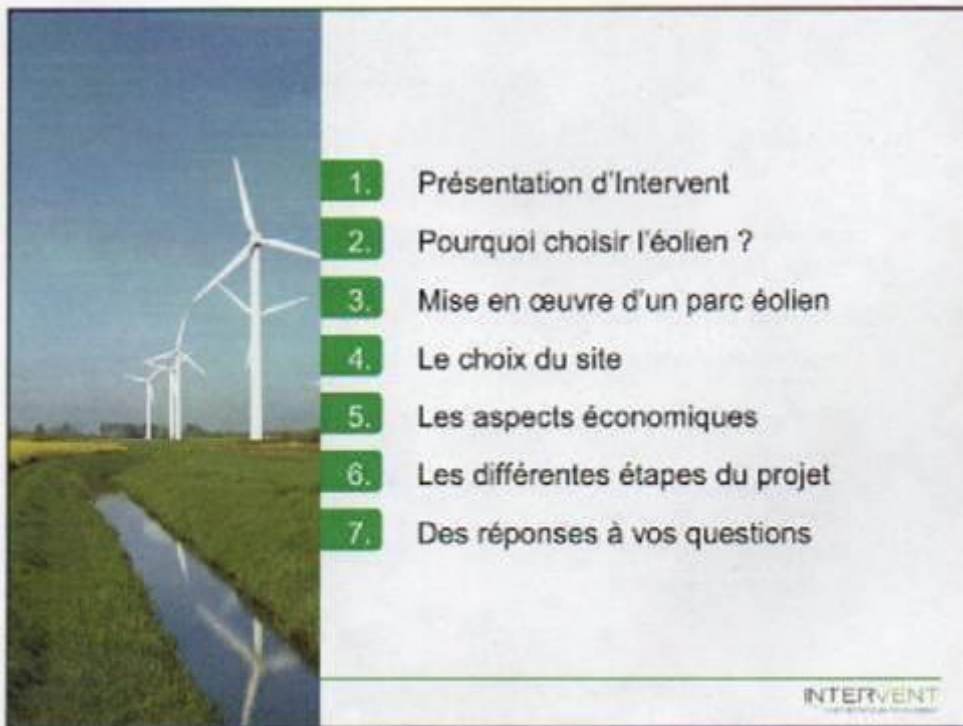 1. Présentation d'Intervent
2. Pourquoi choisir l'éolien ?
3. Mise en œuvre d'un parc éolien
4. Le choix du site
5. Les aspects économiques
6. Les différentes étapes du projet
7. Des réponses à vos questions
INTERVENT